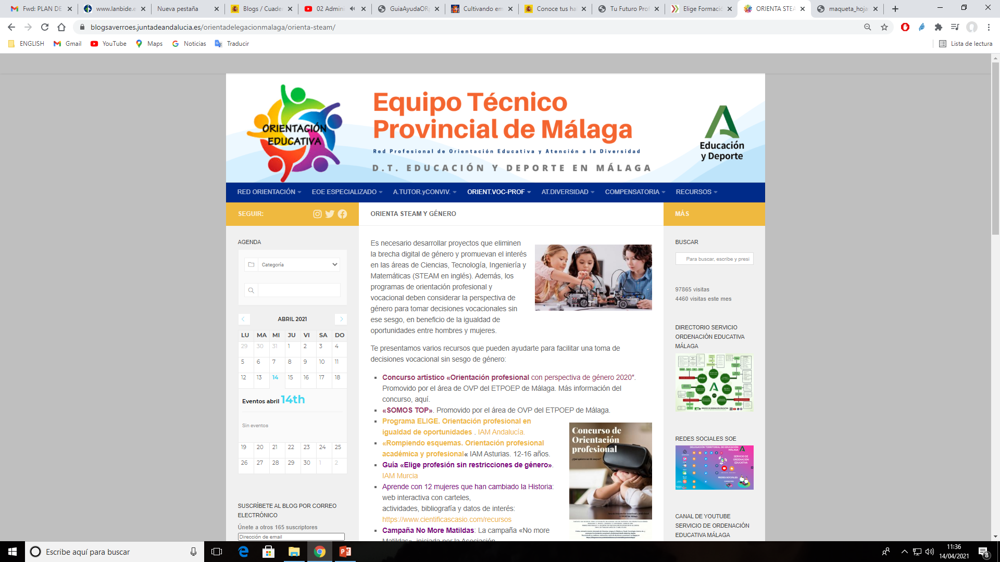 Fwd: PLAN DE
www.lanbide.e
Nueva pestaña
Blogs / Cuade
02 Admini
GuiaAyudaORp
Cultivando em
Conoce tus ha
Tu Futuro Prof
Elige Formació
ORIENTA STEA
maqueta_hoja
blogsaverroes.juntadeandalucia.es/orientadelegacionmalaga/orienta-steam/
ENGLISH
Gmail
YouTube
Maps
Noticias
Traducir
Lista de lectura
ORIENTACIÓN
EDUCATIVA
Equipo Técnico
Provincial de Málaga
Red Profesional de Orientación Educativa y Atención a la Diversidad
D.T. EDUCACIÓN Y DEPORTE EN MÁLAGA
Educación
y Deporte
RED ORIENTACIÓN
EOE ESPECIALIZADO
A.TUTOR.yCONVIV.
ORIENT.VOC-PROF
AT.DIVERSIDAD
COMPENSATORIA
RECURSOS
SEGUIR:
AGENDA
Categoría
ABRIL 2021
LU MA MI JU VI SA DO
29 30 31 1 2 3 4
5 6 7 8 9 10 11
12 13 14 15 16 17 18
Eventos abril 14th
Sin eventos
19 20 21 22 23 24 25
26 27 28 29 30 1 2
SUSCRÍBETE AL BLOG POR CORREO
ELECTRÓNICO
Únete a otros 165 suscriptores
Dirección de email
ORIENTA STEAM Y GÉNERO
Es necesario desarrollar proyectos que eliminen
la brecha digital de género y promuevan el interés
en las áreas de Ciencias, Tecnología, Ingeniería y
Matemáticas (STEAM en inglés). Además, los
programas de orientación profesional y
vocacional deben considerar la perspectiva de
género para tomar decisiones vocacionales sin
ese sesgo, en beneficio de la igualdad de
oportunidades entre hombres y mujeres.
Te presentamos varios recursos que pueden ayudarte para facilitar una toma de
decisiones vocacional sin sesgo de género:
Concurso artístico «Orientación profesional con perspectiva de género 2020″.
Promovido por el área de OVP del ETPOEP de Málaga. Más información del
concurso, aquí.
«SOMOS TOP». Promovido por el área de OVP del ETPOEP de Málaga.
Programa ELIGE. Orientación profesional en
igualdad de oportunidades . IAM Andalucía.
«Rompiendo esquemas. Orientación profesional
académica y profesional« IAM Asturias. 12-16 años.
Guía «Elige profesión sin restricciones de género».
IAM Murcia
Aprende con 12 mujeres que han cambiado la Historia:
web interactiva con carteles,
actividades, bibliografía y datos de interés:
https://www.cientificascasio.com/recursos
Campaña No More Matildas: La campaña «No more
Matildas», iniciada por la Asociación
Concurso de
Orientación
profesional
MÁS
BUSCAR
Para buscar, escribe y presi
97865 visitas
4460 visitas este mes
DIRECTORIO SERVICIO
ORDENACIÓN EDUCATIVA
MÁLAGA
REDES SOCIALES SOE
DELEGACIÓN TERRITORIAL DE EDUCACIÓN
MÁLAGA
SERVICIO DE
ORDENACIÓN
EDUCATIVA
REDES SOCIALES
CANAL DE YOUTUBE
SERVICIO DE ORDENACIÓN
EDUCATIVA MÁLAGA
Escribe aquí para buscar
11:36
14/04/2021
8